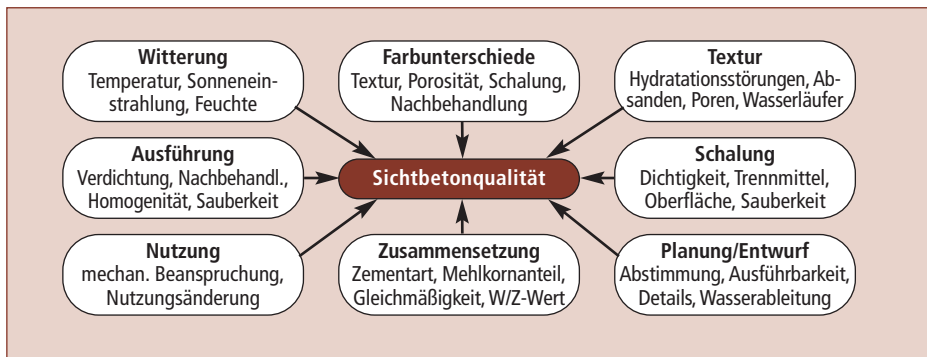 Witterung
Temperatur, Sonnenein-
strahlung, Feuchte
Farbunterschiede
Textur, Porosität, Schalung,
Nachbehandlung
Textur
Hydratationsstörungen, Ab-
sanden, Poren, Wasserläufer
Ausführung
Verdichtung, Nachbehandl.,
Homogenität, Sauberkeit
Sichtbetonqualität
Schalung
Dichtigkeit, Trennmittel,
Oberfläche, Sauberkeit
Nutzung
mechan. Beanspruchung,
Nutzungsänderung
Zusammensetzung
Zementart, Mehlkornanteil,
Gleichmäßigkeit, W/Z-Wert
Planung/Entwurf
Abstimmung, Ausführbarkeit,
Details, Wasserableitung